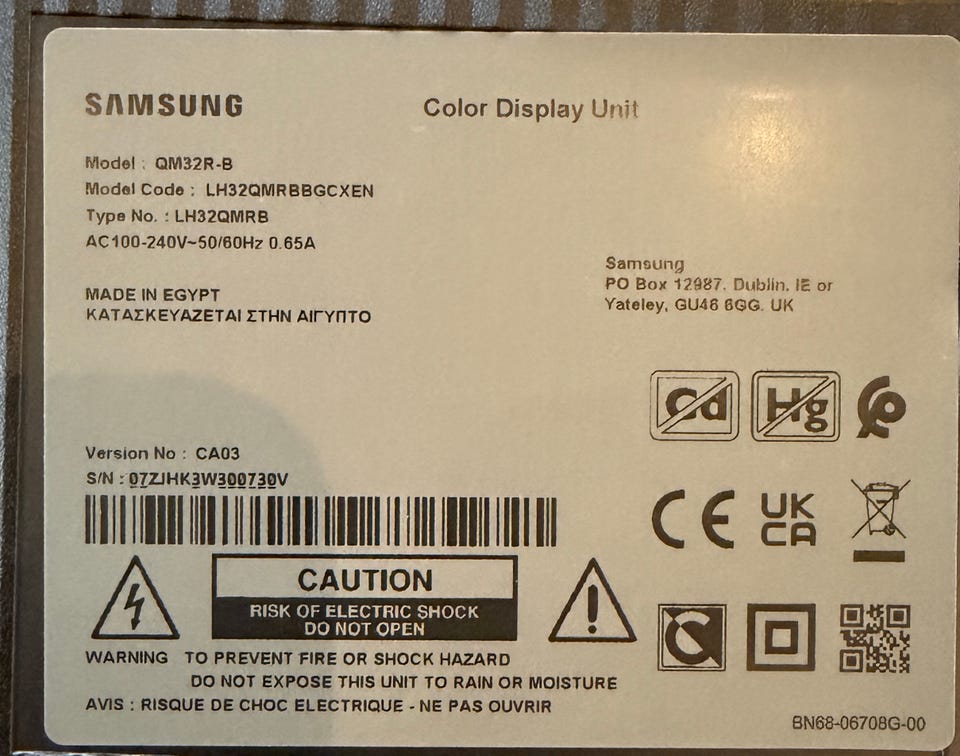 SAMSUNG
Color Display Unit
Model : QM32R-B
Model Code : LH32QMRBBGCXEN
Type No. : LH32QMRB
AC100-240V~50/60Hz 0.65A
Samsung
PO Box 12987, Dublin, IE or
Yateley, GU46 6GG, UK
MADE IN EGYPT
ΚΑΤΑΣΚΕΥΑΖΕΤΑΙ ΣΤΗΝ ΑΙΓΥΠΤΟ
Cd
Hg
Version No : CA03
S/N : 07ZJHK3W300730V
CE
UK
CA
CAUTION
RISK OF ELECTRIC SHOCK
DO NOT OPEN
WARNING TO PREVENT FIRE OR SHOCK HAZARD
DO NOT EXPOSE THIS UNIT TO RAIN OR MOISTURE
AVIS : RISQUE DE CHOC ELECTRIQUE - NE PAS OUVRIR
BN68-06708G-00